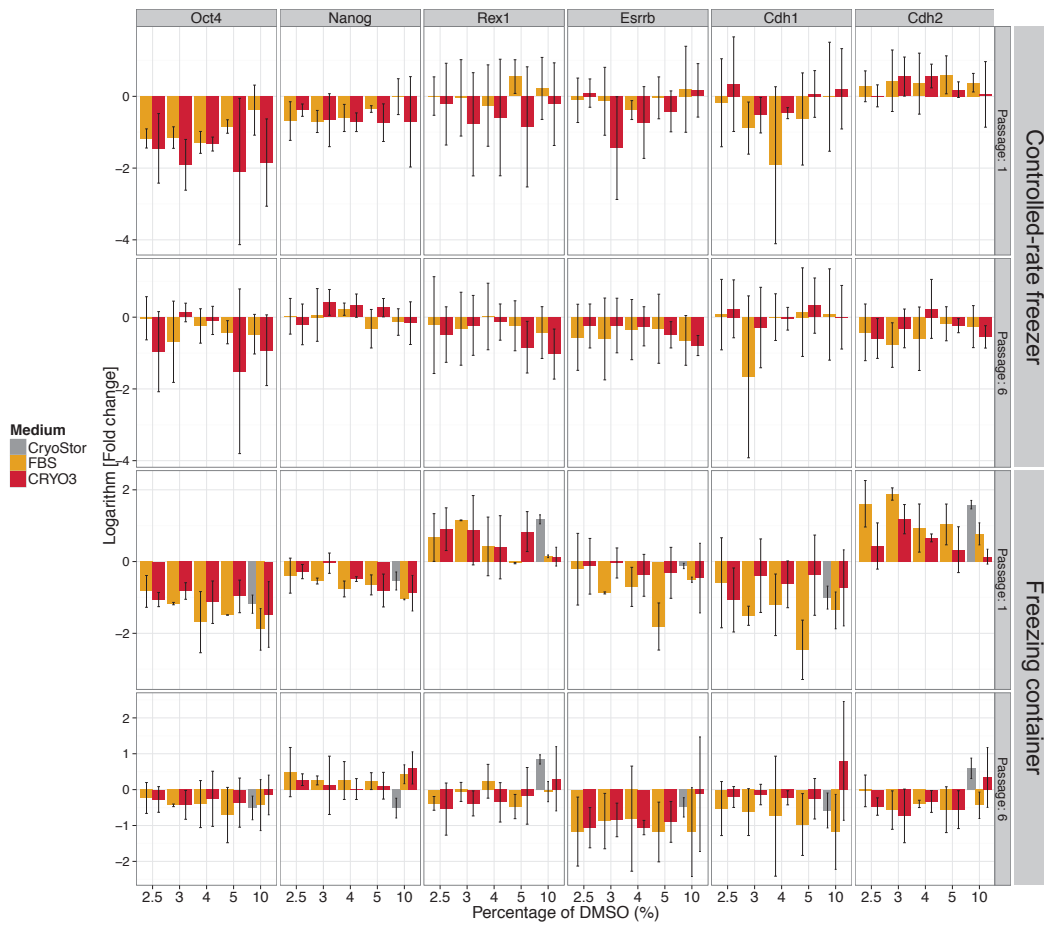 Oct4 Nanog Rex1 Esrrb Cdh1 Cdh2
0
−2
−4
Passage: 1
Controlled-rate freezer
0
−2
−4
Passage: 6
Medium
CryoStor
FBS
CRYO3
Logarithm [Fold change]
2
0
−2
Passage: 1
Freezing container
2
1
0
−1
−2
Passage: 6
2.5 3 4 5 10 2.5 3 4 5 10 2.5 3 4 5 10 2.5 3 4 5 10 2.5 3 4 5 10 2.5 3 4 5 10
Percentage of DMSO (%)